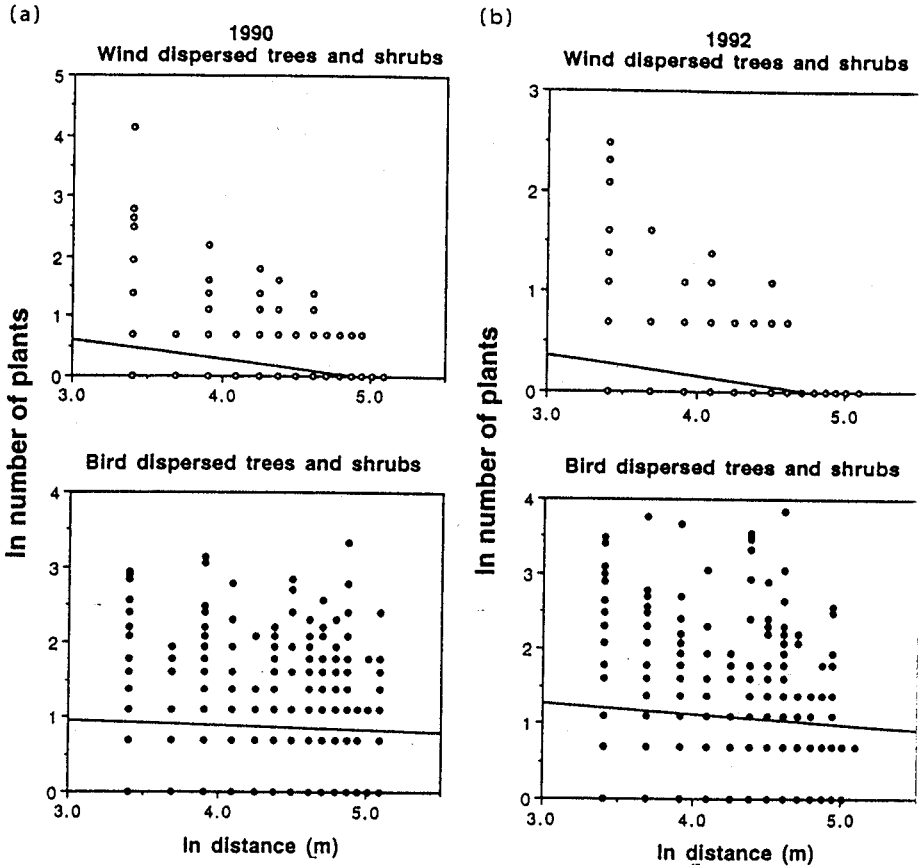 (a)
1990
Wind dispersed trees and shrubs
5
4
3
2
1
0
3.0 4.0 5.0
Bird dispersed trees and shrubs
4
3
2
1
0
3.0 4.0 5.0
ln distance (m)
ln number of plants
(b)
1992
Wind dispersed trees and shrubs
3
2
1
0
3.0 4.0 5.0
Bird dispersed trees and shrubs
4
3
2
1
0
3.0 4.0 5.0
ln distance (m)
ln number of plants